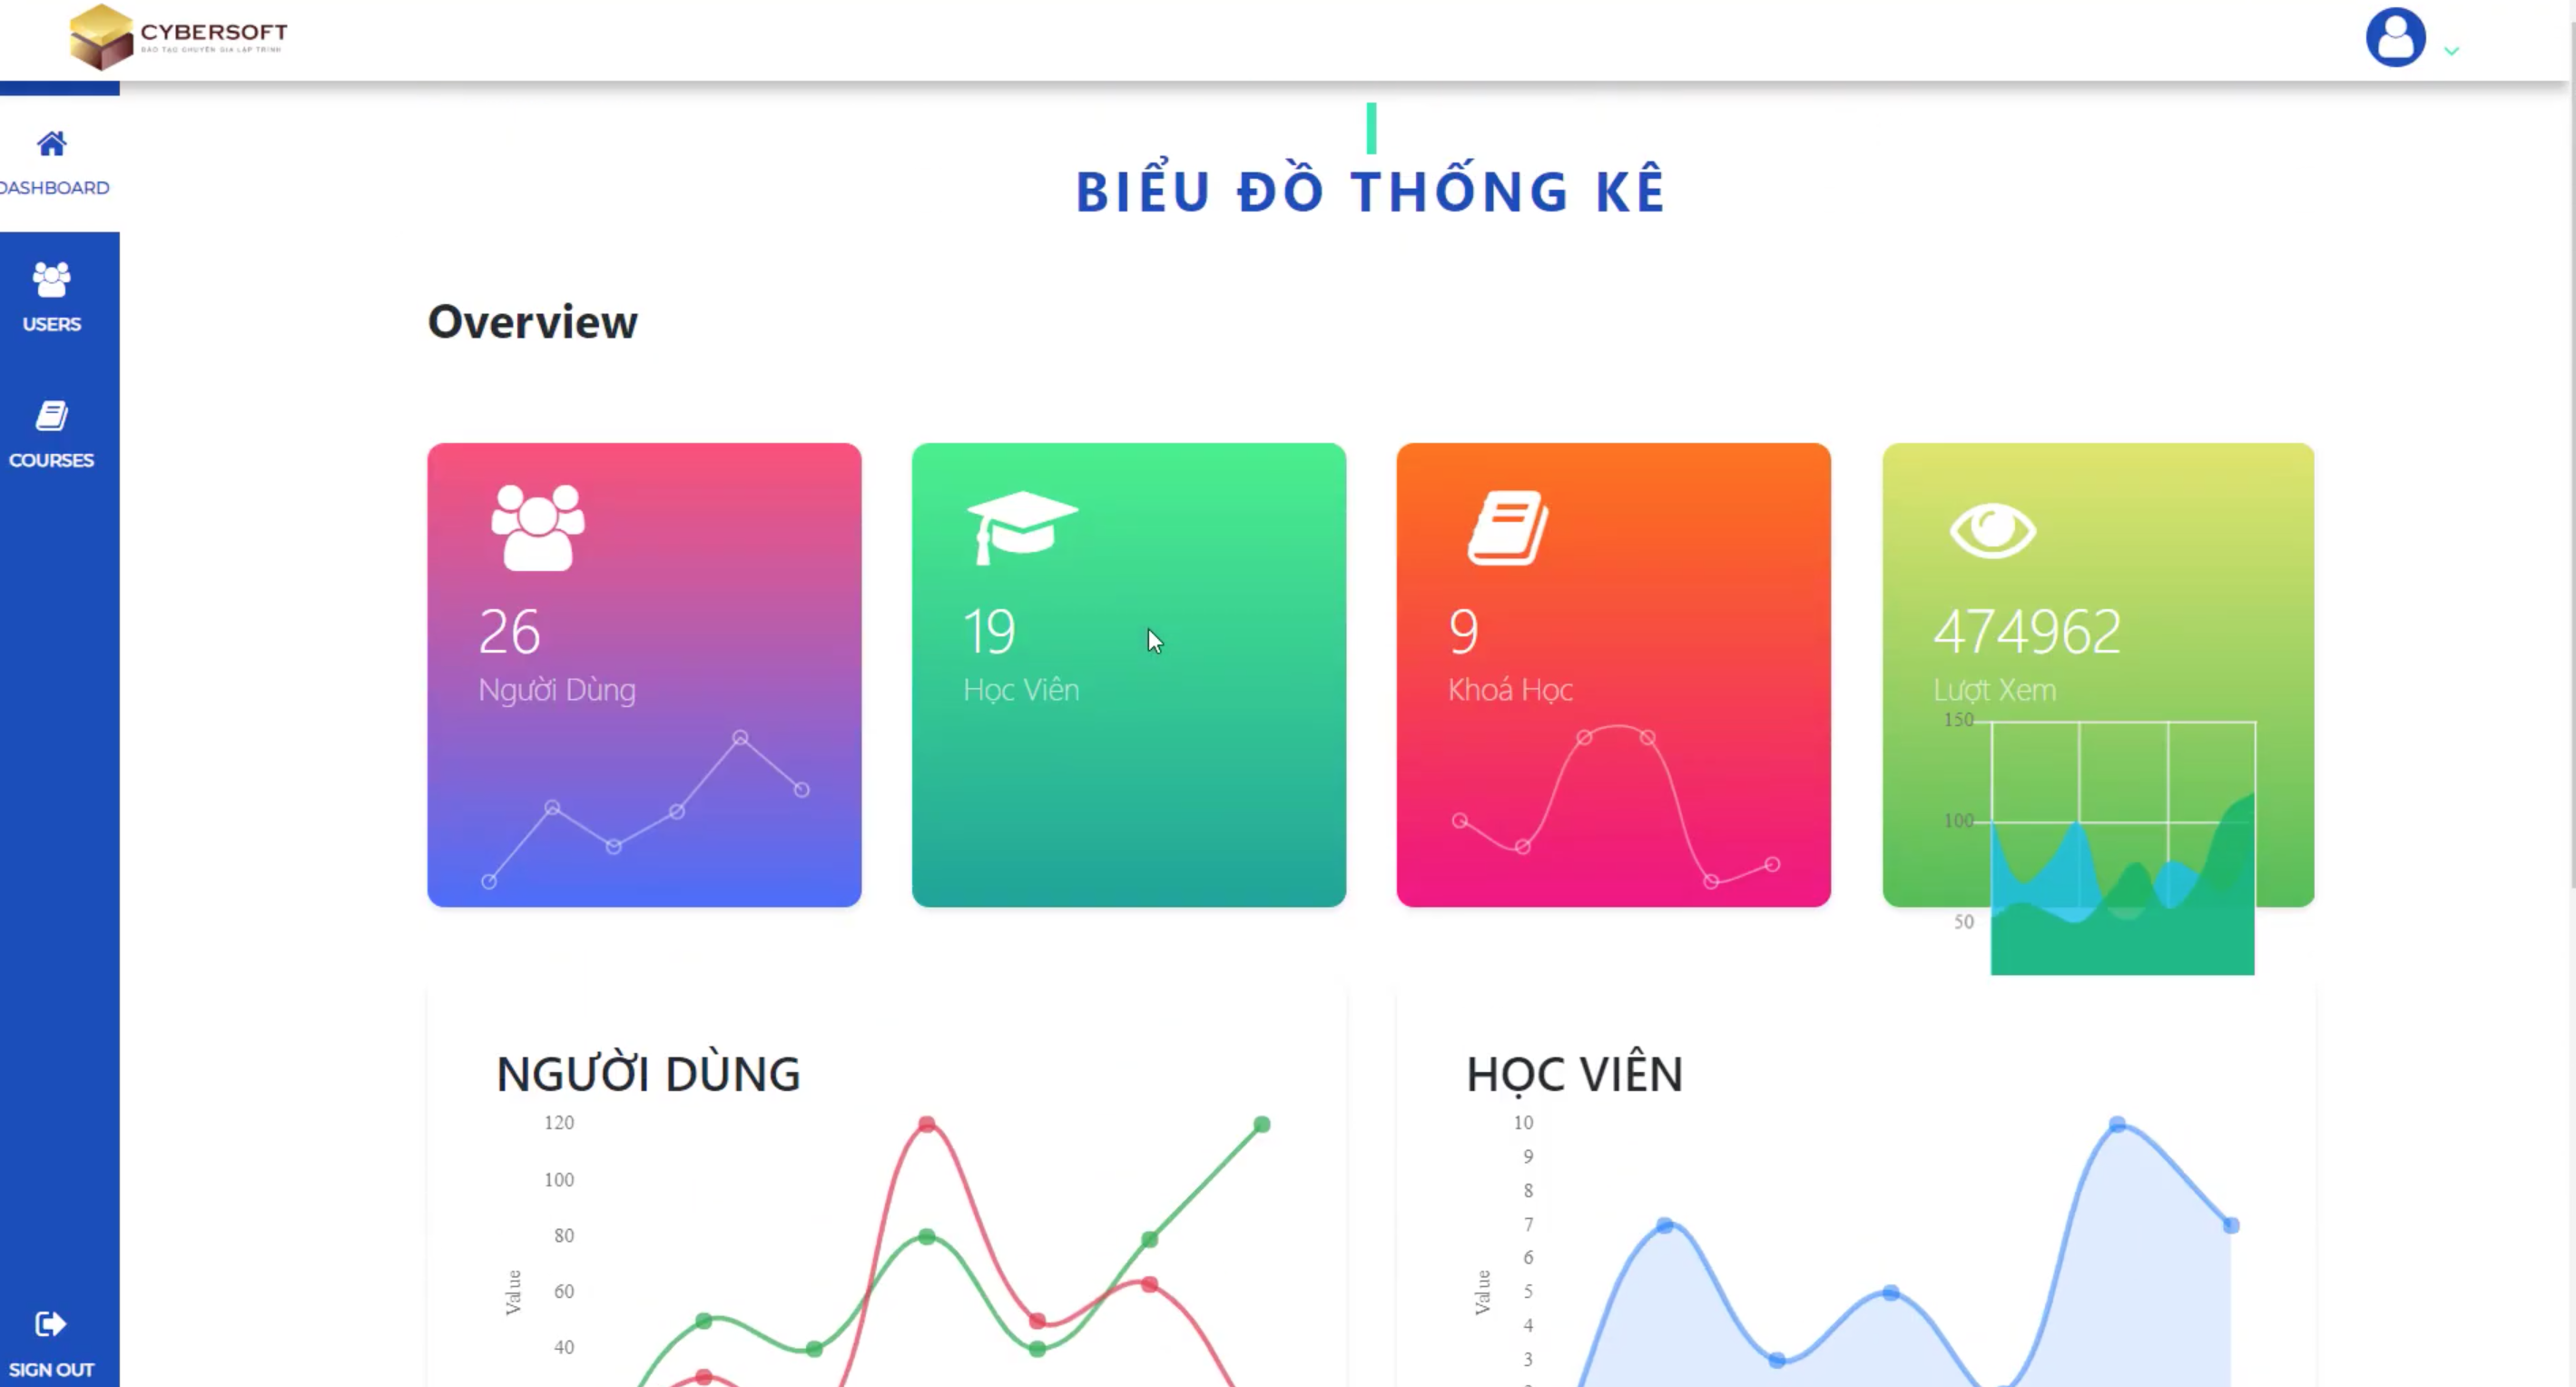 CYBERSOFT
ĐÀO TẠO CHUYÊN GIA LẬP TRÌNH
DASHBOARD
USERS
COURSES
SIGN OUT
BIỂU ĐỒ THỐNG KÊ
Overview
26
Người Dùng
19
Học Viên
9
Khoá Học
474962
Lượt Xem
150
100
50
NGƯỜI DÙNG
120
100
80
60
40
Value
HỌC VIÊN
10
9
8
7
6
5
4
3
Value